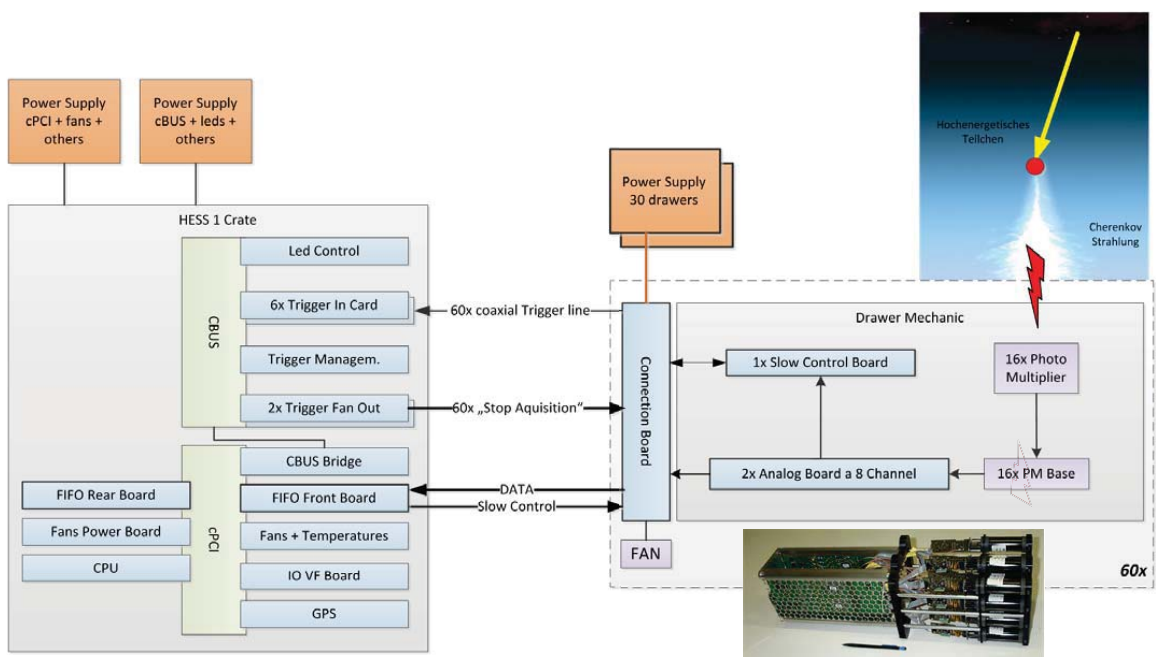 Power Supply
cPCI + fans +
others
Power Supply
cBUS + leds +
others
Hochenergetisches
Teilchen
Cherenkov
Strahlung
Power Supply
30 drawers
HESS 1 Crate
CBUS
Led Control
6x Trigger In Card
Trigger Managem.
2x Trigger Fan Out
60x coaxial Trigger line
60x „Stop Aquisition“
cPCI
CBUS Bridge
FIFO Rear Board
FIFO Front Board
Fans Power Board
Fans + Temperatures
CPU
IO VF Board
GPS
DATA
Slow Control
Connection Board
FAN
Drawer Mechanic
1x Slow Control Board
16x Photo
Multiplier
2x Analog Board a 8 Channel
16x PM Base
60x